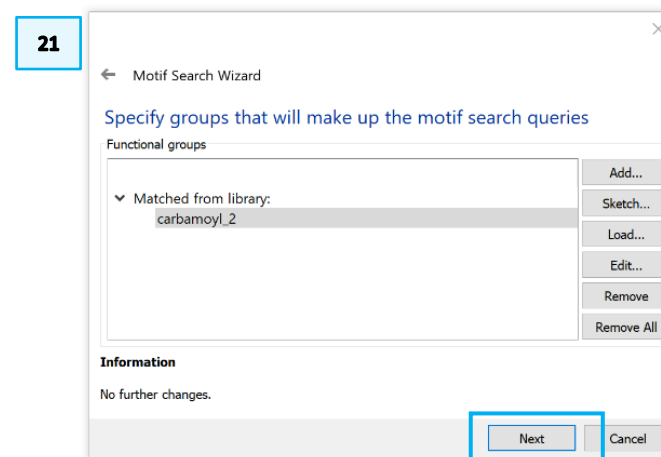 21
Motif Search Wizard
Specify groups that will make up the motif search queries
Functional groups
Add...
Matched from library:
Sketch...
carbamoyl_2
Load...
Edit...
Remove
Remove All
Information
No further changes.
Next
Cancel